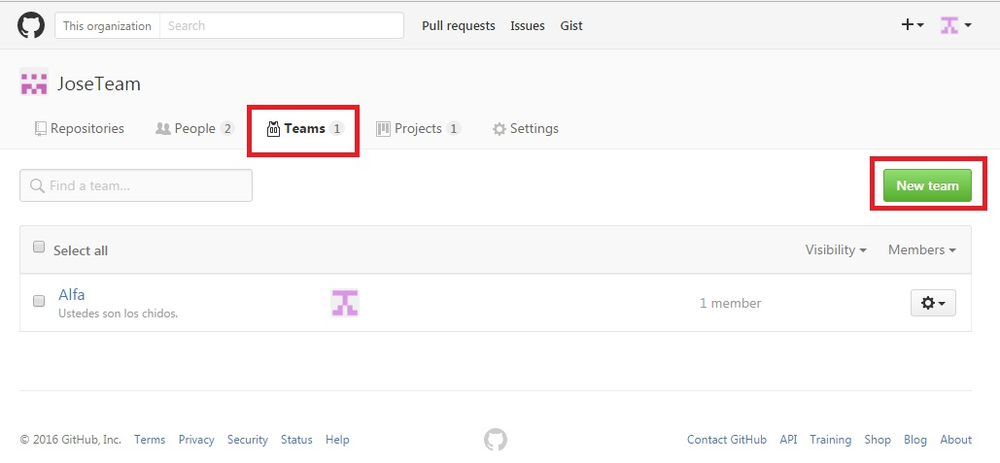 This organization Search Pull requests Issues Gist
JoseTeam
Repositories People 2 Teams 1 Projects 1 Settings
Find a team... New team
Select all Visibility Members
Alfa
Ustedes son los chidos.
1 member
© 2016 GitHub, Inc. Terms Privacy Security Status Help Contact GitHub API Training Shop Blog About